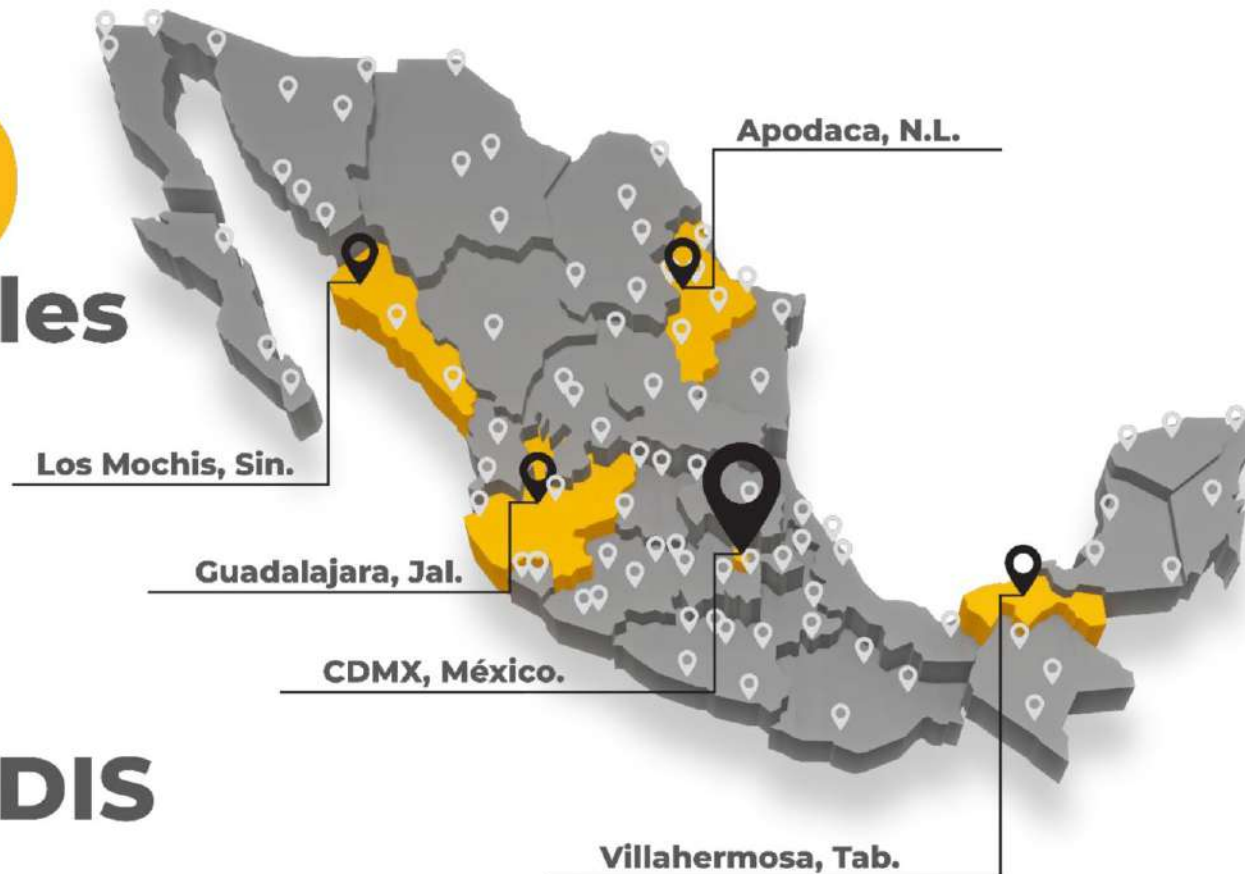 Apodaca, N.L.
les
Los Mochis, Sin.
Guadalajara, Jal.
CDMX, México.
DIS
Villahermosa, Tab.